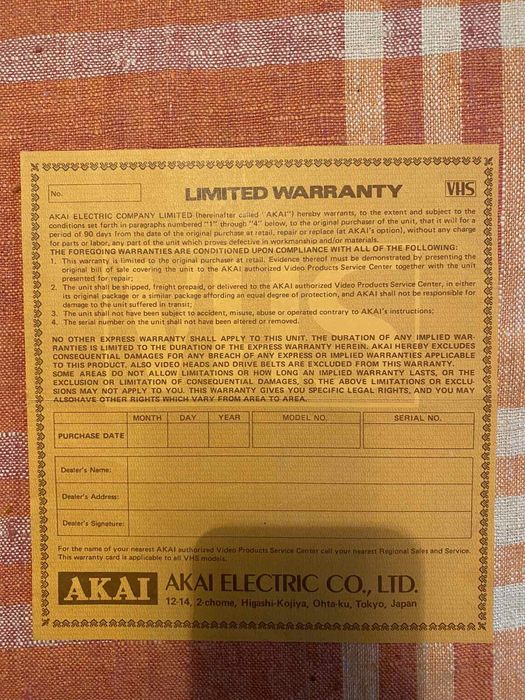 No.
LIMITED WARRANTY
VHS
AKAI ELECTRIC COMPANY LIMITED (hereinafter called "AKAI") hereby warrants, to the extent and subject to the
conditions set forth in paragraphs numbered "1" through "4" below, to the original purchaser of the unit, that it will for a
period of 90 days from the date of the original purchase at retail, repair or replace (at AKAI's option), without any charge
for parts or labor, any part of the unit which proves defective in workmanship and/or materials.
THE FOREGOING WARRANTIES ARE CONDITIONED UPON COMPLIANCE WITH ALL OF THE FOLLOWING:
1. This warranty is limited to the original purchaser at retail. Evidence thereof must be demonstrated by presenting the
original bill of sale covering the unit to the AKAI authorized Video Products Service Center together with the unit
presented for repair;
2. The unit shall be shipped, freight prepaid, or delivered to the AKAI authorized Video Products Service Center, in either
its original package or a similar package affording an equal degree of protection, and AKAI shall not be responsible for
damage to the unit suffered in transit;
3. The unit shall not have been subject to accident, misuse, abuse or operated contrary to AKAI's instructions;
4. The serial number on the unit shall not have been altered or removed.
NO OTHER EXPRESS WARRANTY SHALL APPLY TO THIS UNIT. THE DURATION OF ANY IMPLIED WAR-
RANTIES IS LIMITED TO THE DURATION OF THE EXPRESS WARRANTY HEREIN. AKAI HEREBY EXCLUDES
CONSEQUENTIAL DAMAGES FOR ANY BREACH OF ANY EXPRESS OR IMPLIED WARRANTIES APPLICABLE
TO THIS PRODUCT. ALSO VIDEO HEADS AND DRIVE BELTS ARE EXCLUDED FROM THIS WARRANTY.
SOME AREAS DO NOT ALLOW LIMITATIONS OR HOW LONG AN IMPLIED WARRANTY LASTS, OR THE
EXCLUSION OR LIMITATION OF CONSEQUENTIAL DAMAGES, SO THE ABOVE LIMITATIONS OR EXCLU-
SIONS MAY NOT APPLY TO YOU. THIS WARRANTY GIVES YOU SPECIFIC LEGAL RIGHTS, AND YOU MAY
ALSOHAVE OTHER RIGHTS WHICH VARY FROM AREA TO AREA.
MONTH DAY YEAR MODEL NO. SERIAL NO.
PURCHASE DATE
Dealer's Name:
Dealer's Address:
Dealer's Signature:
For the name of your nearest AKAI authorized Video Products Service Center call your nearest Regional Sales and Service.
This warranty card is applicable to all VHS models.
AKAI AKAI ELECTRIC CO., LTD.
12-14, 2-chome, Higashi-Kojiya, Ohta-ku, Tokyo, Japan